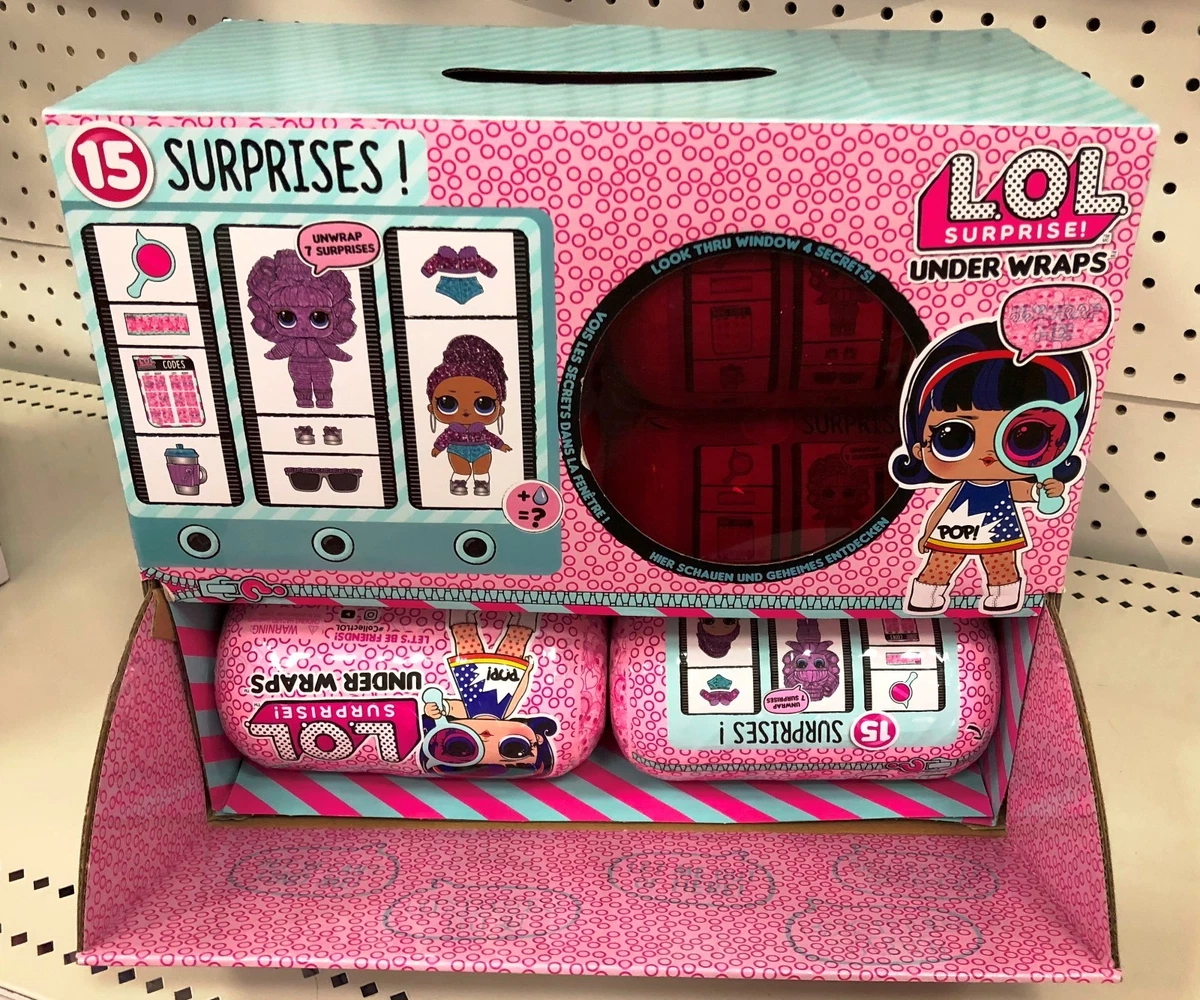 15 SURPRISES !
UNWRAP
7 SURPRISES
CODES
+ =?
LOOK THRU WINDOW 4 SECRETS!
VOIS LES SECRETS DANS LA FENÊTRE !
HIER SCHAUEN UND GEHEIMES ENTDECKEN
SURPRIS
L.O.L.
SURPRISE!
UNDER WRAPS
POP!
WARNING
LET'S BE FRIENDS!
#CollectLOL
UNDER WRAPS
SURPRISE!
L.O.L
POP!
UNWRAP
7 SURPRISES
15 SURPRISES !